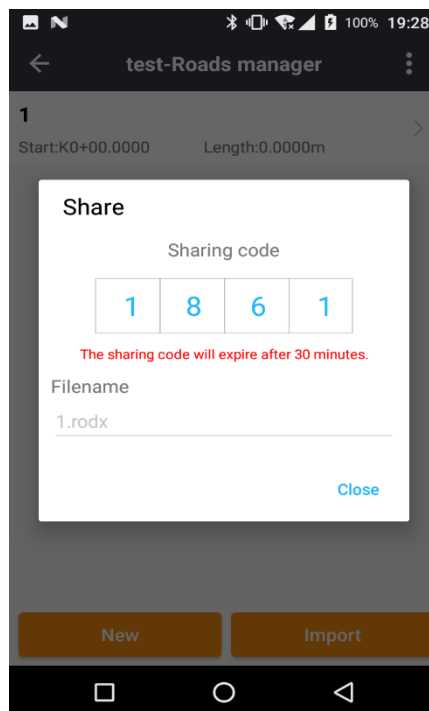 100% 19:28
test-Roads manager
1
Start:K0+00.0000 Length:0.0000m
Share
Sharing code
1 8 6 1
The sharing code will expire after 30 minutes.
Filename
1.rodx
Close
New Import